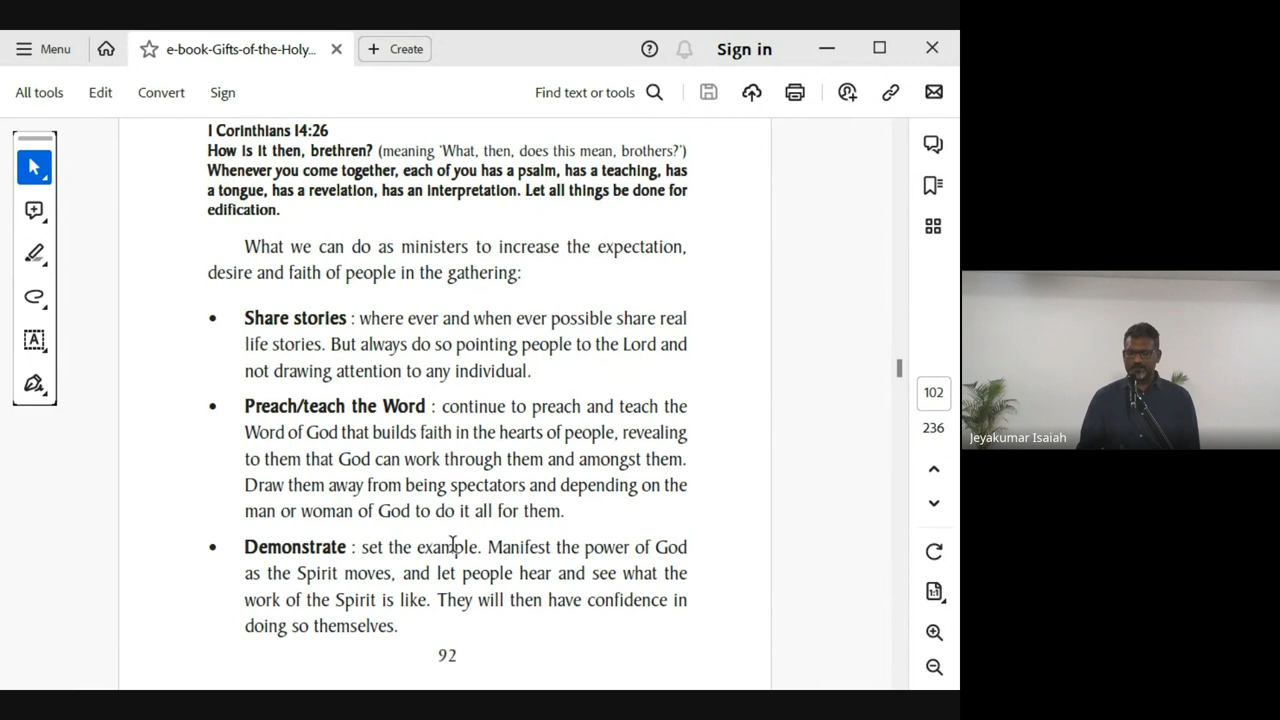 Menu
e-book-Gifts-of-the-Holy...
Create
Sign in
All tools
Edit
Convert
Sign
Find text or tools
1 Corinthians 14:26
How is it then, brethren? (meaning 'What, then, does this mean, brothers?')
Whenever you come together, each of you has a psalm, has a teaching, has
a tongue, has a revelation, has an interpretation. Let all things be done for
edification.
What we can do as ministers to increase the expectation,
desire and faith of people in the gathering:
• Share stories : where ever and when ever possible share real
life stories. But always do so pointing people to the Lord and
not drawing attention to any individual.
• Preach/teach the Word : continue to preach and teach the
Word of God that builds faith in the hearts of people, revealing
to them that God can work through them and amongst them.
Draw them away from being spectators and depending on the
man or woman of God to do it all for them.
• Demonstrate : set the example. Manifest the power of God
as the Spirit moves, and let people hear and see what the
work of the Spirit is like. They will then have confidence in
doing so themselves.
92
102
236
1:1
Jeyakumar Isaiah